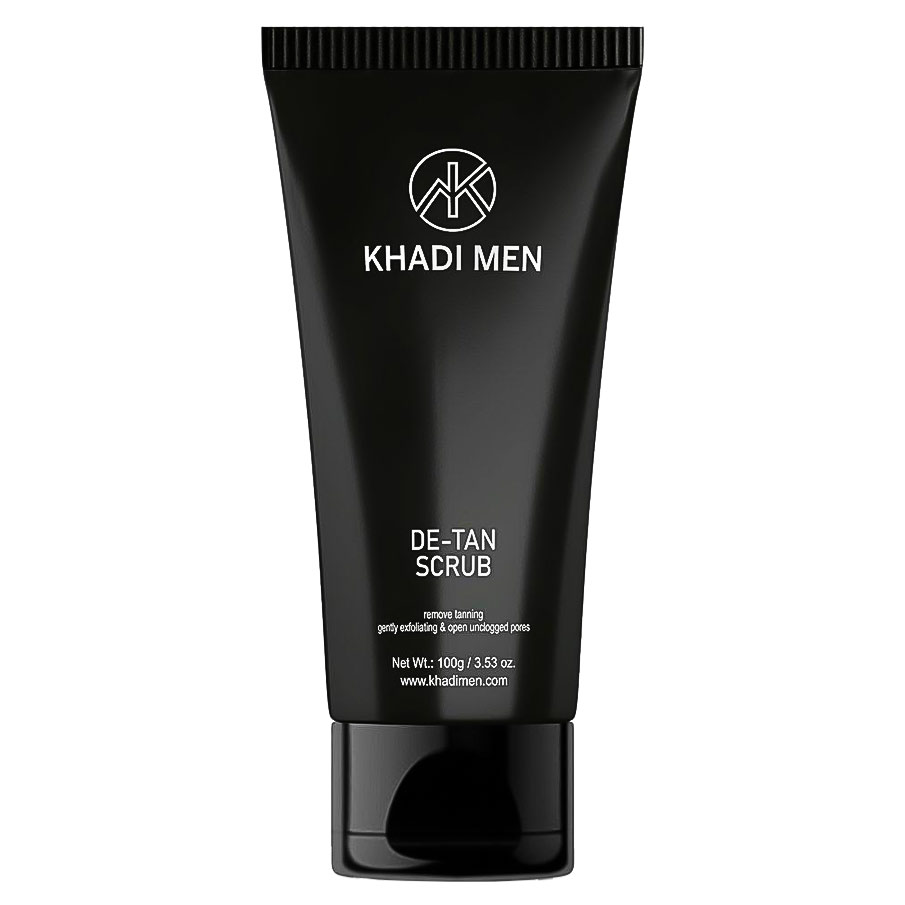 KHADI MEN
DE-TAN
SCRUB
remove tanning
gently exfoliating & open unclogged pores
Net Wt.: 100g / 3.53 oz.
www.khadimen.com